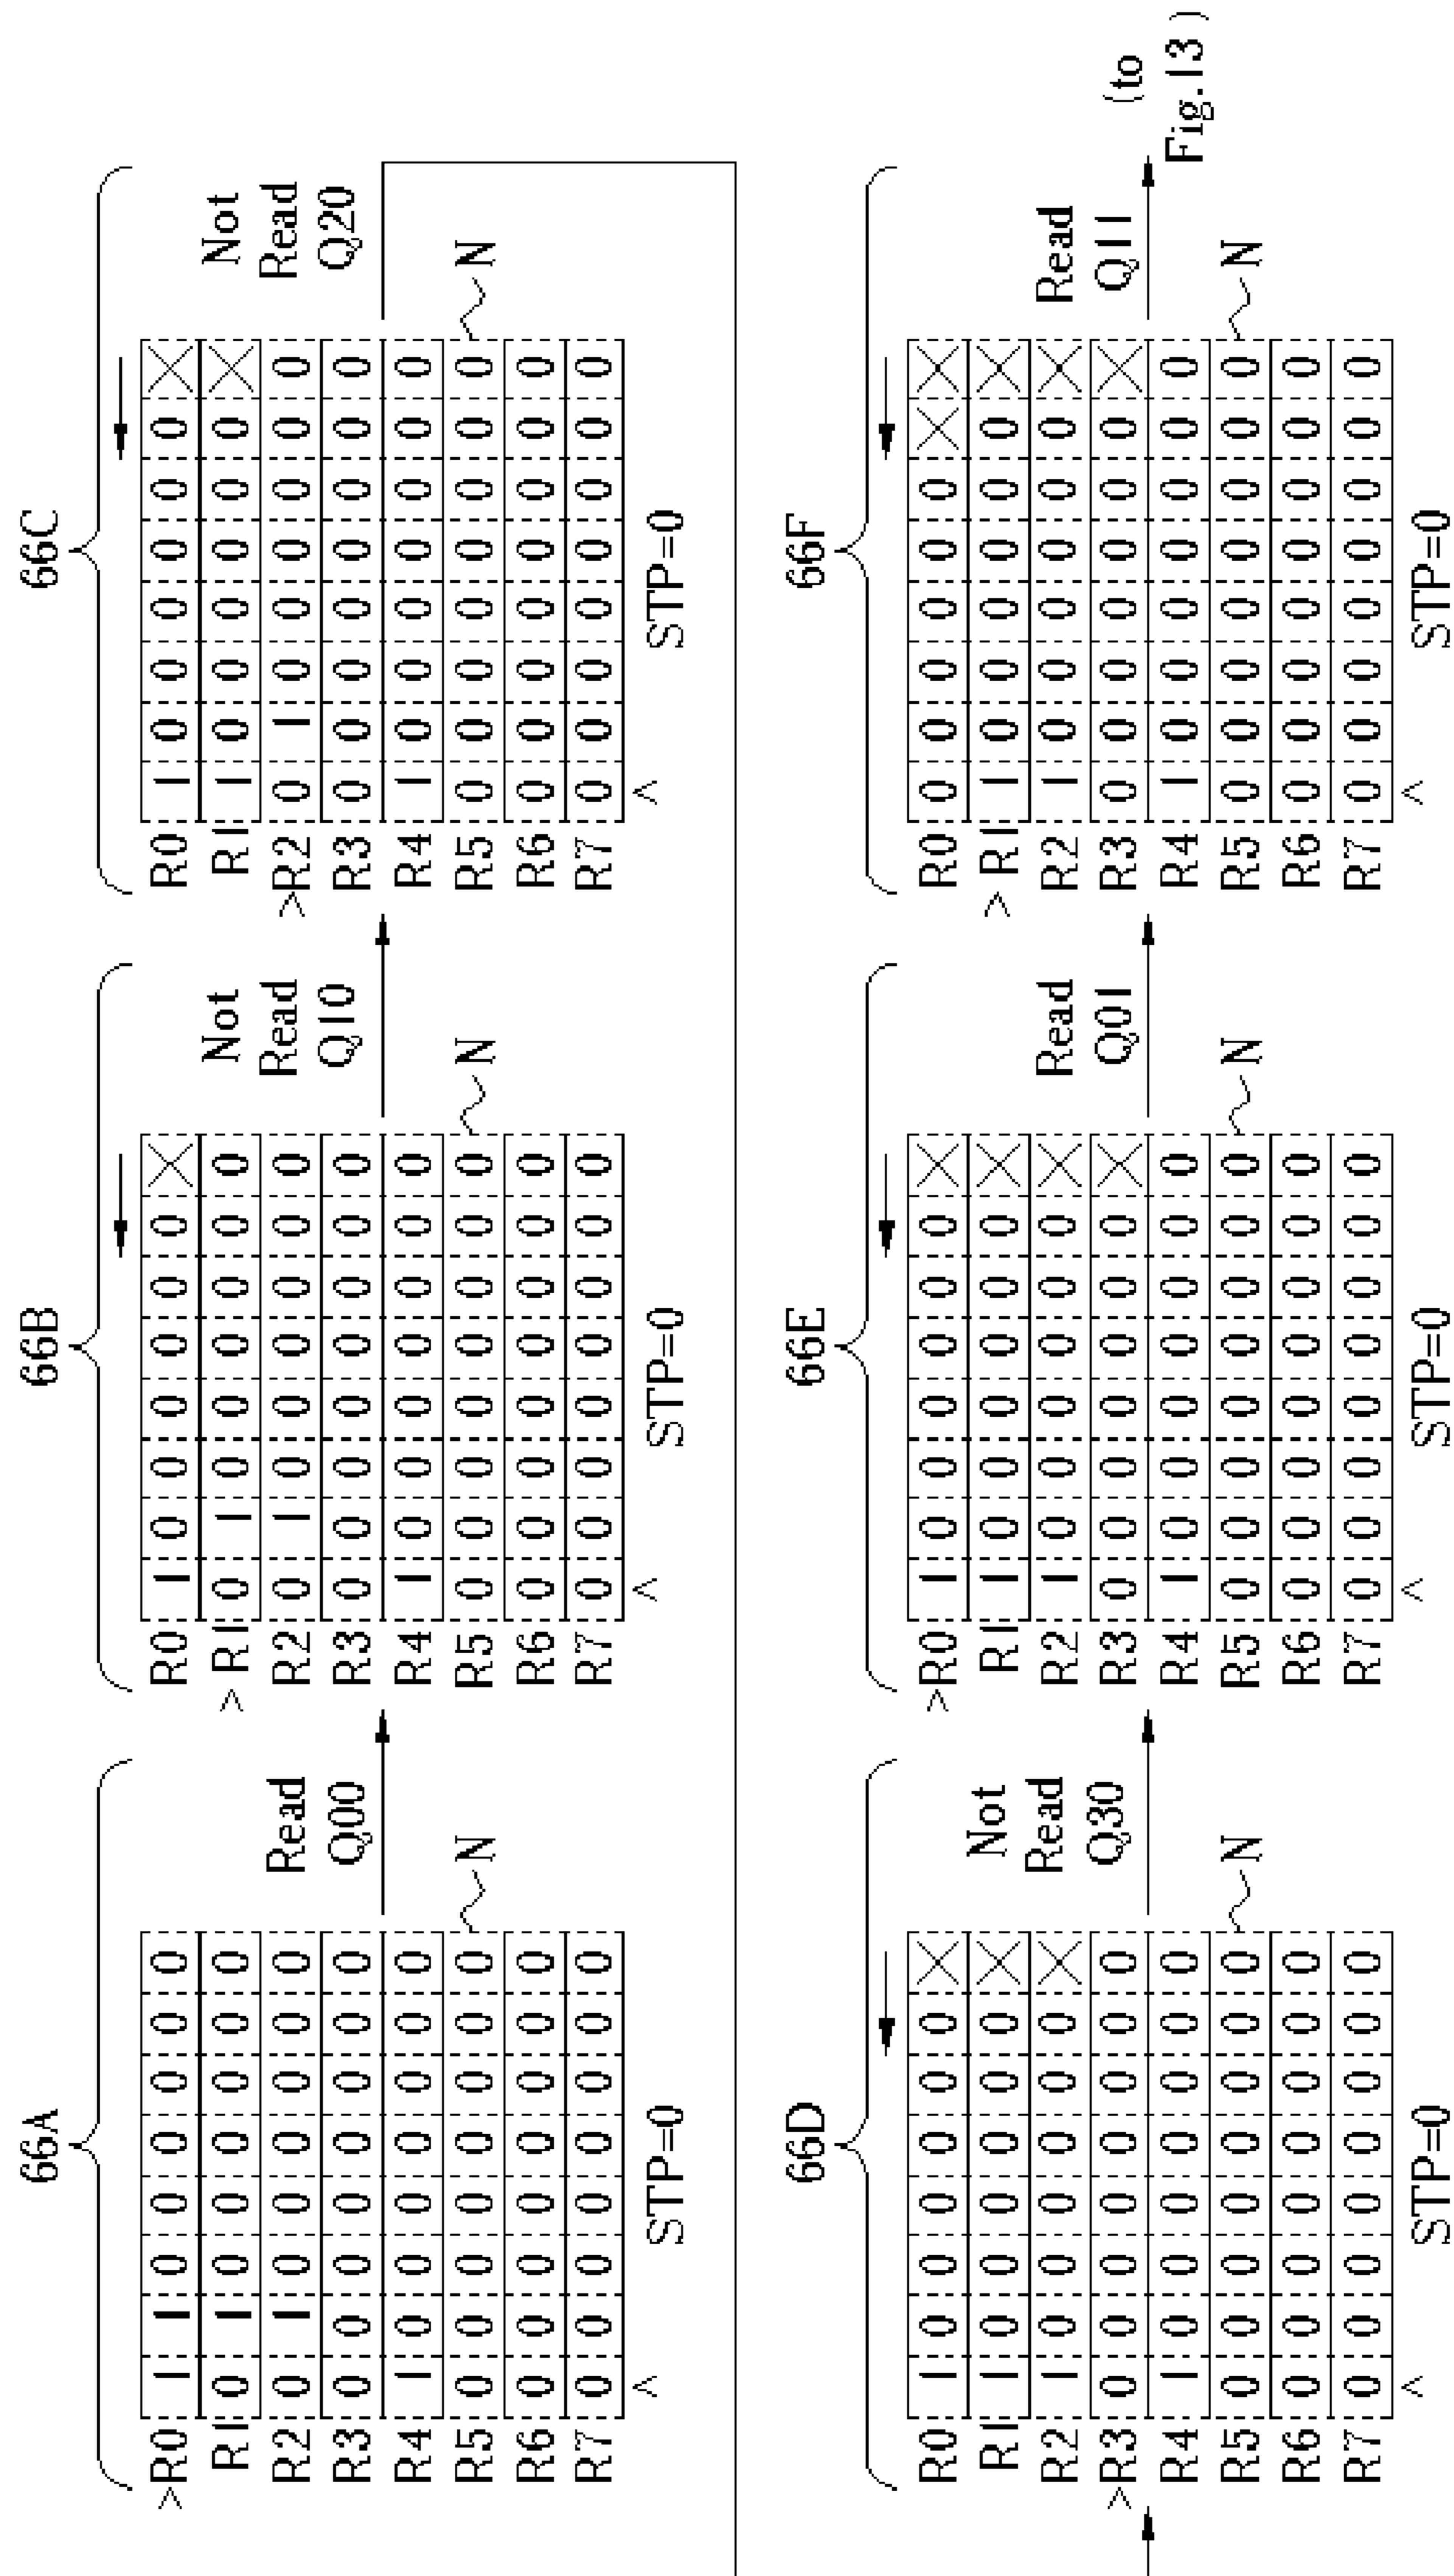 66A
>R0 1 1 0 0 0 0 0 0
R1 0 1 0 0 0 0 0 0
R2 0 1 0 0 0 0 0 0
R3 0 0 0 0 0 0 0 0
R4 1 0 0 0 0 0 0 0
R5 0 0 0 0 0 0 0 0
R6 0 0 0 0 0 0 0 0
R7 0 0 0 0 0 0 0 0
^
STP=0
N
Read
Q00
66B
R0 1 0 0 0 0 0 0 X
>R1 0 1 0 0 0 0 0 0
R2 0 1 0 0 0 0 0 0
R3 0 0 0 0 0 0 0 0
R4 1 0 0 0 0 0 0 0
R5 0 0 0 0 0 0 0 0
R6 0 0 0 0 0 0 0 0
R7 0 0 0 0 0 0 0 0
^
STP=0
N
Not
Read
Q10
66C
R0 1 0 0 0 0 0 0 X
R1 1 0 0 0 0 0 0 X
>R2 0 1 0 0 0 0 0 0
R3 0 0 0 0 0 0 0 0
R4 1 0 0 0 0 0 0 0
R5 0 0 0 0 0 0 0 0
R6 0 0 0 0 0 0 0 0
R7 0 0 0 0 0 0 0 0
^
STP=0
N
Not
Read
Q20
66D
R0 1 0 0 0 0 0 0 X
R1 1 0 0 0 0 0 0 X
R2 1 0 0 0 0 0 0 X
>R3 0 0 0 0 0 0 0 0
R4 1 0 0 0 0 0 0 0
R5 0 0 0 0 0 0 0 0
R6 0 0 0 0 0 0 0 0
R7 0 0 0 0 0 0 0 0
^
STP=0
N
Not
Read
Q30
66E
>R0 1 0 0 0 0 0 0 X
R1 1 0 0 0 0 0 0 X
R2 1 0 0 0 0 0 0 X
R3 0 0 0 0 0 0 0 X
R4 1 0 0 0 0 0 0 0
R5 0 0 0 0 0 0 0 0
R6 0 0 0 0 0 0 0 0
R7 0 0 0 0 0 0 0 0
^
STP=0
N
Read
Q01
66F
R0 0 0 0 0 0 0 X X
>R1 1 0 0 0 0 0 0 X
R2 1 0 0 0 0 0 0 X
R3 0 0 0 0 0 0 0 X
R4 1 0 0 0 0 0 0 0
R5 0 0 0 0 0 0 0 0
R6 0 0 0 0 0 0 0 0
R7 0 0 0 0 0 0 0 0
^
STP=0
N
Read
Q11
(to
Fig.13)